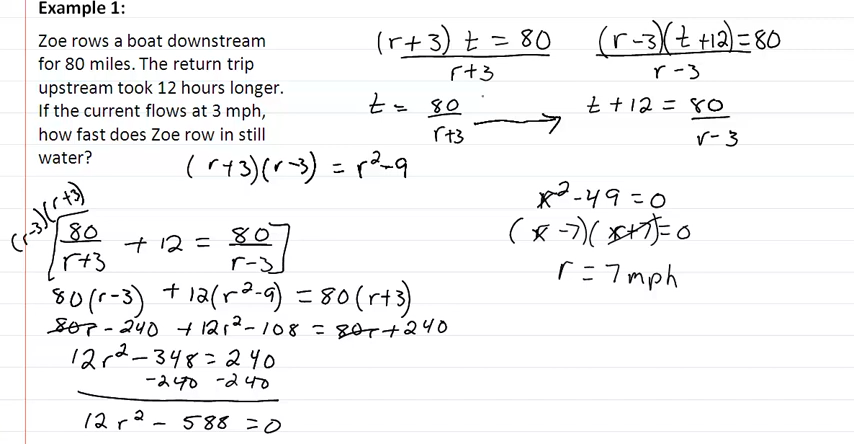 Example 1:
Zoe rows a boat downstream
for 80 miles. The return trip
upstream took 12 hours longer.
If the current flows at 3 mph,
how fast does Zoe row in still
water?
(r+3) t = 80
r+3
t = 80
r+3
(r-3)(t+12)=80
r-3
t+12 = 80
r-3
(r+3)(r-3) = r²-9
(r-3)(r+3)
[80/(r+3) + 12 = 80/(r-3)]
80(r-3) + 12(r²-9) = 80(r+3)
80r - 240 + 12r² - 108 = 80r + 240
12r² - 348 = 240
-240 -240
12r² - 588 = 0
r² - 49 = 0
(r-7)(r+7)=0
r = 7mph